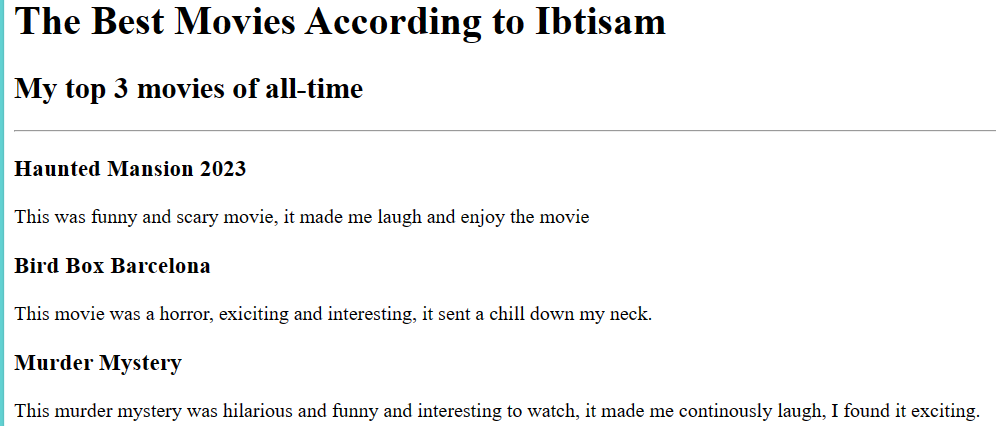 The Best Movies According to Ibtisam
My top 3 movies of all-time
Haunted Mansion 2023
This was funny and scary movie, it made me laugh and enjoy the movie
Bird Box Barcelona
This movie was a horror, exiciting and interesting, it sent a chill down my neck.
Murder Mystery
This murder mystery was hilarious and funny and interesting to watch, it made me continously laugh, I found it exciting.